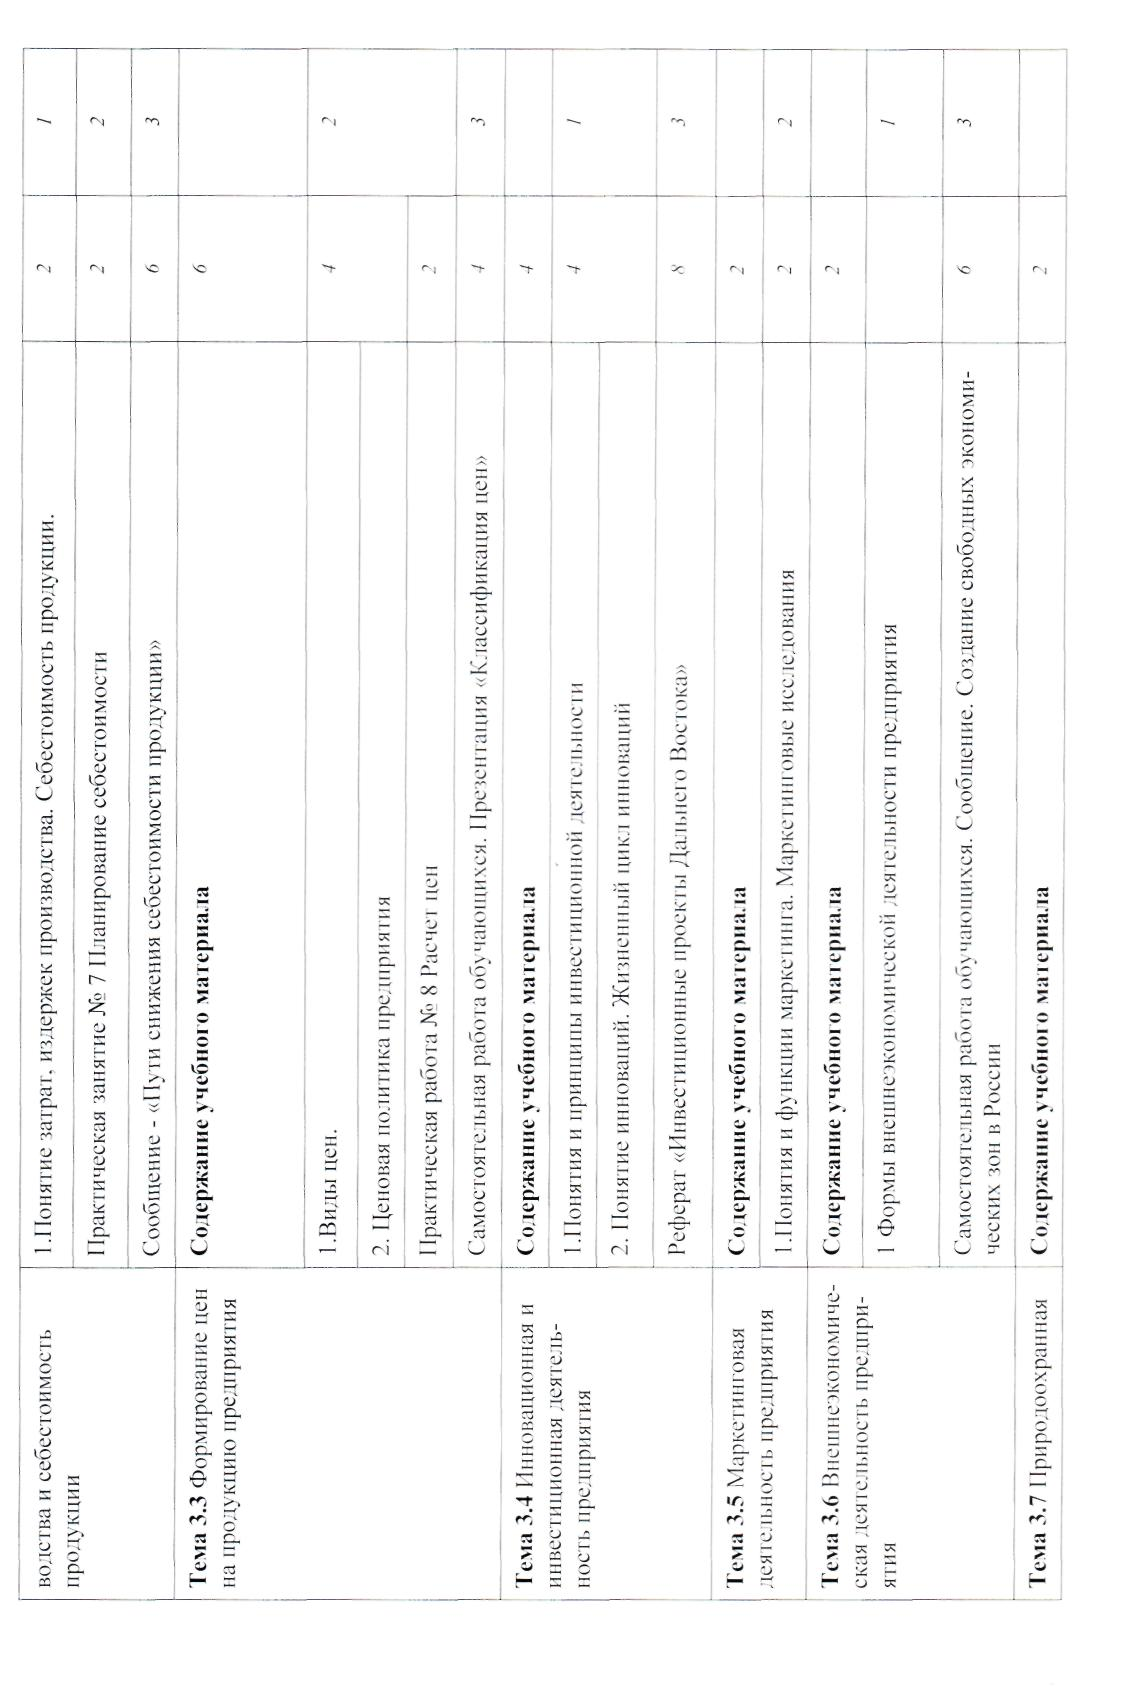 водства и себестоимость
продукции
1.Понятие затрат, издержек производства. Себестоимость продукции.
2
1
Практическая занятие № 7 Планирование себестоимости
2
2
Сообщение - «Пути снижения себестоимости продукции»
6
3
Тема 3.3 Формирование цен
на продукцию предприятия
Содержание учебного материала
6
1.Виды цен.
4
2
2. Ценовая политика предприятия
Практическая работа № 8 Расчет цен
2
Самостоятельная работа обучающихся. Презентация «Классификация цен»
4
3
Тема 3.4 Инновационная и
инвестиционная деятель-
ность предприятия
Содержание учебного материала
4
1.Понятия и принципы инвестиционной деятельности
4
1
2. Понятие инноваций. Жизненный цикл инноваций
Реферат «Инвестиционные проекты Дальнего Востока»
8
3
Тема 3.5 Маркетинговая
деятельность предприятия
Содержание учебного материала
2
1.Понятия и функции маркетинга. Маркетинговые исследования
2
2
Тема 3.6 Внешнеэкономиче-
ская деятельность предпри-
ятия
Содержание учебного материала
2
1 Формы внешнеэкономической деятельности предприятия
1
Самостоятельная работа обучающихся. Сообщение. Создание свободных экономи-
ческих зон в России
6
3
Тема 3.7 Природоохранная
Содержание учебного материала
2